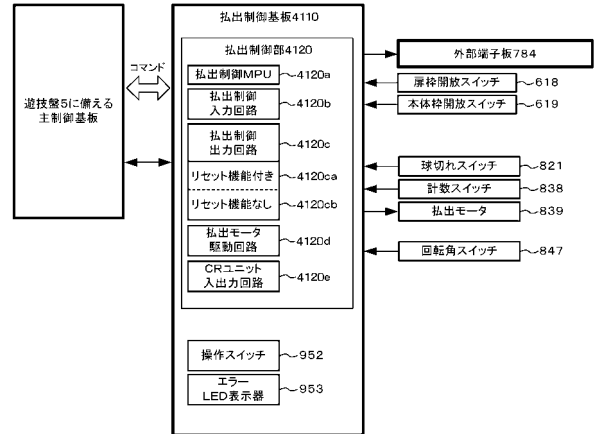 払出制御基板4110
払出制御部4120
遊技盤5に備える
主制御基板
コマンド
払出制御MPU
4120a
払出制御
入力回路
4120b
払出制御
出力回路
4120c
リセット機能付き
4120ca
リセット機能なし
4120cb
払出モータ
駆動回路
4120d
CRユニット
入出力回路
4120e
操作スイッチ
952
エラー
LED表示器
953
外部端子板784
扉枠開放スイッチ
618
本体枠開放スイッチ
619
球切れスイッチ
821
計数スイッチ
838
払出モータ
839
回転角スイッチ
847